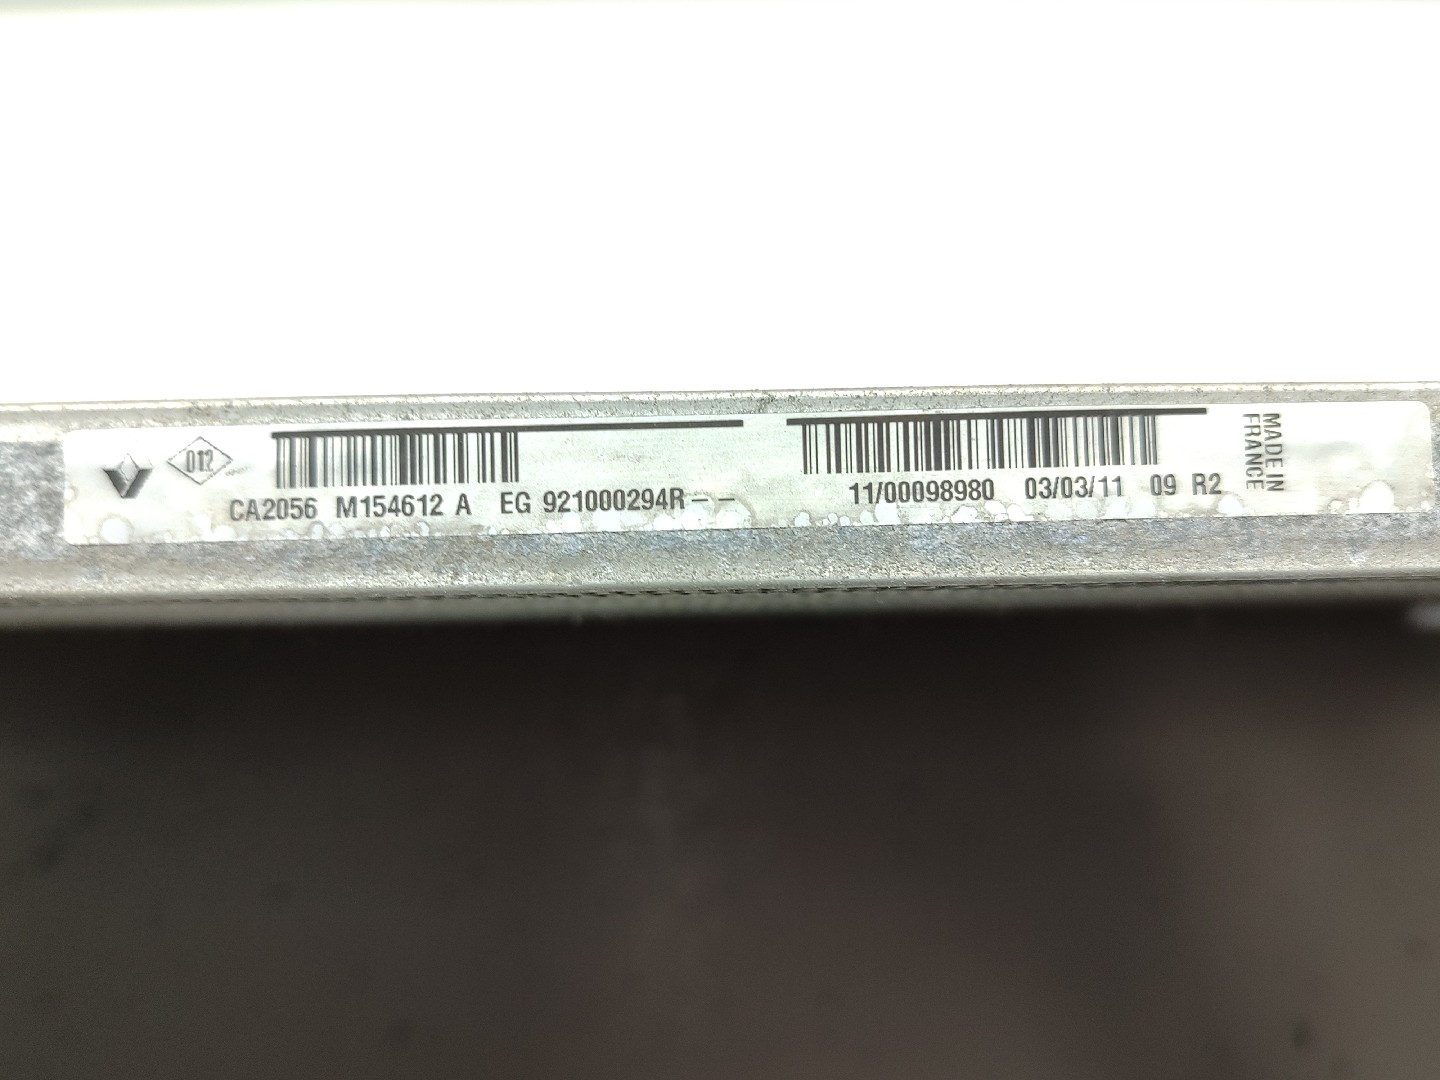 012
CA2056 M154612 A EG 921000294R--
11/00098980 03/03/11 09 R2
MADE IN
FRANCE